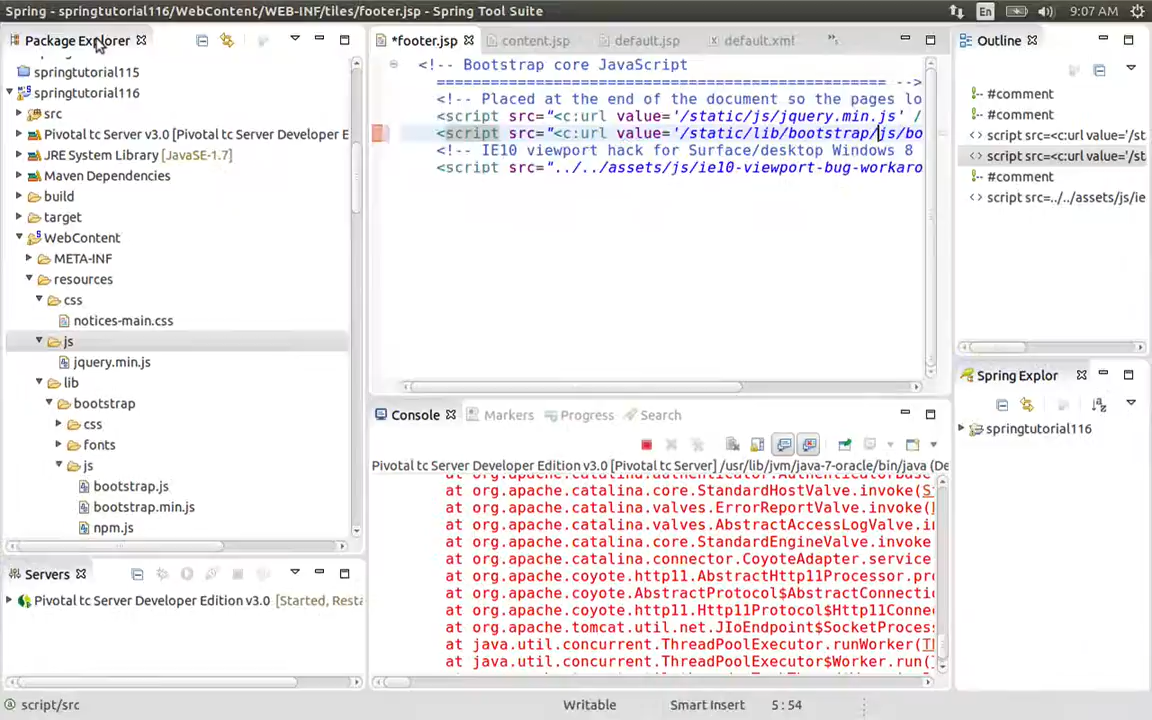 Spring - springtutorial116/WebContent/WEB-INF/tiles/footer.jsp - Spring Tool Suite
En
9:07 AM
Package Explorer
springtutorial115
springtutorial116
src
Pivotal tc Server v3.0 [Pivotal tc Server Developer E
JRE System Library [JavaSE-1.7]
Maven Dependencies
build
target
WebContent
META-INF
resources
css
notices-main.css
js
jquery.min.js
lib
bootstrap
css
fonts
js
bootstrap.js
bootstrap.min.js
npm.js
Servers
Pivotal tc Server Developer Edition v3.0 [Started, Resta
*footer.jsp
content.jsp
default.jsp
default.xml
<!-- Bootstrap core JavaScript
================================================== -->
<!-- Placed at the end of the document so the pages lo
<script src="<c:url value='/static/js/jquery.min.js' /
<script src="<c:url value='/static/lib/bootstrap/js/bo
<!-- IE10 viewport hack for Surface/desktop Windows 8
<script src="../../assets/js/ie10-viewport-bug-workaro
Console
Markers
Progress
Search
Pivotal tc Server Developer Edition v3.0 [Pivotal tc Server] /usr/lib/jvm/java-7-oracle/bin/java (De
at org.apache.catalina.core.StandardHostValve.invoke(S
at org.apache.catalina.valves.ErrorReportValve.invoke(
at org.apache.catalina.valves.AbstractAccessLogValve.i
at org.apache.catalina.core.StandardEngineValve.invoke
at org.apache.catalina.connector.CoyoteAdapter.service
at org.apache.coyote.http11.AbstractHttp11Processor.pr
at org.apache.coyote.AbstractProtocol$AbstractConnecti
at org.apache.coyote.http11.Http11Protocol$Http11Conne
at org.apache.tomcat.util.net.JIoEndpoint$SocketProces
at java.util.concurrent.ThreadPoolExecutor.runWorker(T
at java.util.concurrent.ThreadPoolExecutor$Worker.run(
Outline
#comment
#comment
script src=<c:url value='/st
script src=<c:url value='/st
#comment
script src=../../assets/js/ie
Spring Explor
springtutorial116
script/src
Writable
Smart Insert
5 : 54